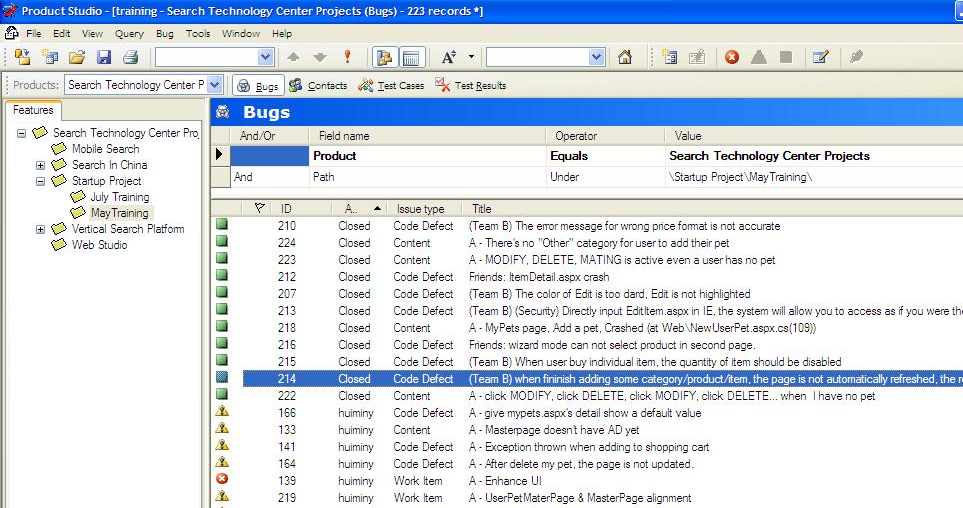 Product Studio - [training - Search Technology Center Projects (Bugs) - 223 records *]
File Edit View Query Bug Tools Window Help
Products: Search Technology Center P Bugs Contacts Test Cases Test Results
Features
Search Technology Center Proj
Mobile Search
Search In China
Startup Project
July Training
MayTraining
Vertical Search Platform
Web Studio
Bugs
And/Or Field name Operator Value
Product Equals Search Technology Center Projects
And Path Under \Startup Project\MayTraining\
ID A.. Issue type Title
210 Closed Code Defect (Team B) The error message for wrong price format is not accurate
224 Closed Content A - There's no "Other" category for user to add their pet
223 Closed Content A - MODIFY, DELETE, MATING is active even a user has no pet
212 Closed Code Defect Friends: ItemDetail.aspx crash
207 Closed Code Defect (Team B) The color of Edit is too dard, Edit is not highlighted
213 Closed Code Defect (Team B) (Security) Directly input EditItem.aspx in IE, the system will allow you to access as if you were the
218 Closed Content A - MyPets page, Add a pet, Crashed (at Web\NewUserPet.aspx.cs(109))
216 Closed Code Defect Friends: wizard mode can not select product in second page.
215 Closed Code Defect (Team B) When user buy individual item, the quantity of item should be disabled
214 Closed Code Defect (Team B) when fininish adding some category/product/item, the page is not automatically refreshed, the re
222 Closed Content A - click MODIFY, click DELETE, click MODIFY, click DELETE... when I have no pet
166 huiminy Code Defect A - give mypets.aspx's detail show a default value
133 huiminy Content A - Masterpage doesn't have AD yet
141 huiminy Code Defect A - Exception thrown when adding to shopping cart
164 huiminy Code Defect A - After delete my pet, the page is not updated.
139 huiminy Work Item A - Enhance UI
219 huiminy Work Item A - UserPetMaterPage & MasterPage alignment